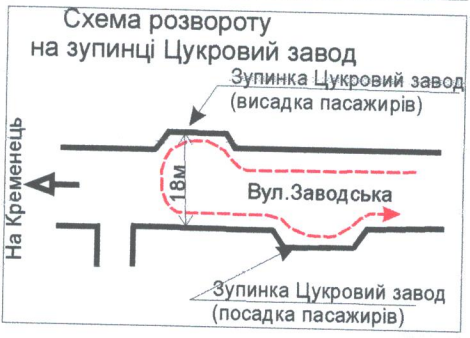 Схема розвороту
на зупинці Цукровий завод
Зупинка Цукровий завод
(висадка пасажирів)
На Кременець
18м
Вул.Заводська
Зупинка Цукровий завод
(посадка пасажирів)